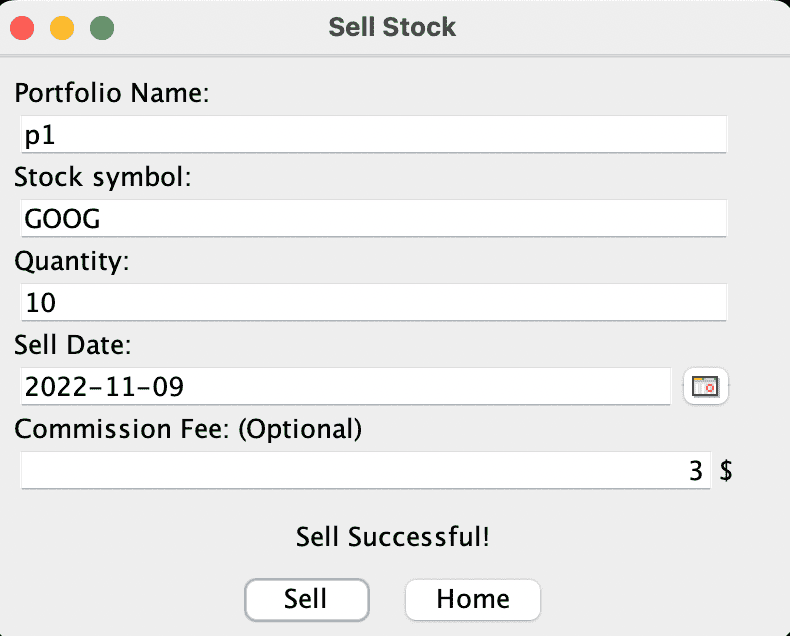 Sell Stock
Portfolio Name:
p1
Stock symbol:
GOOG
Quantity:
10
Sell Date:
2022-11-09
Commission Fee: (Optional)
3 $
Sell Successful!
Sell Home